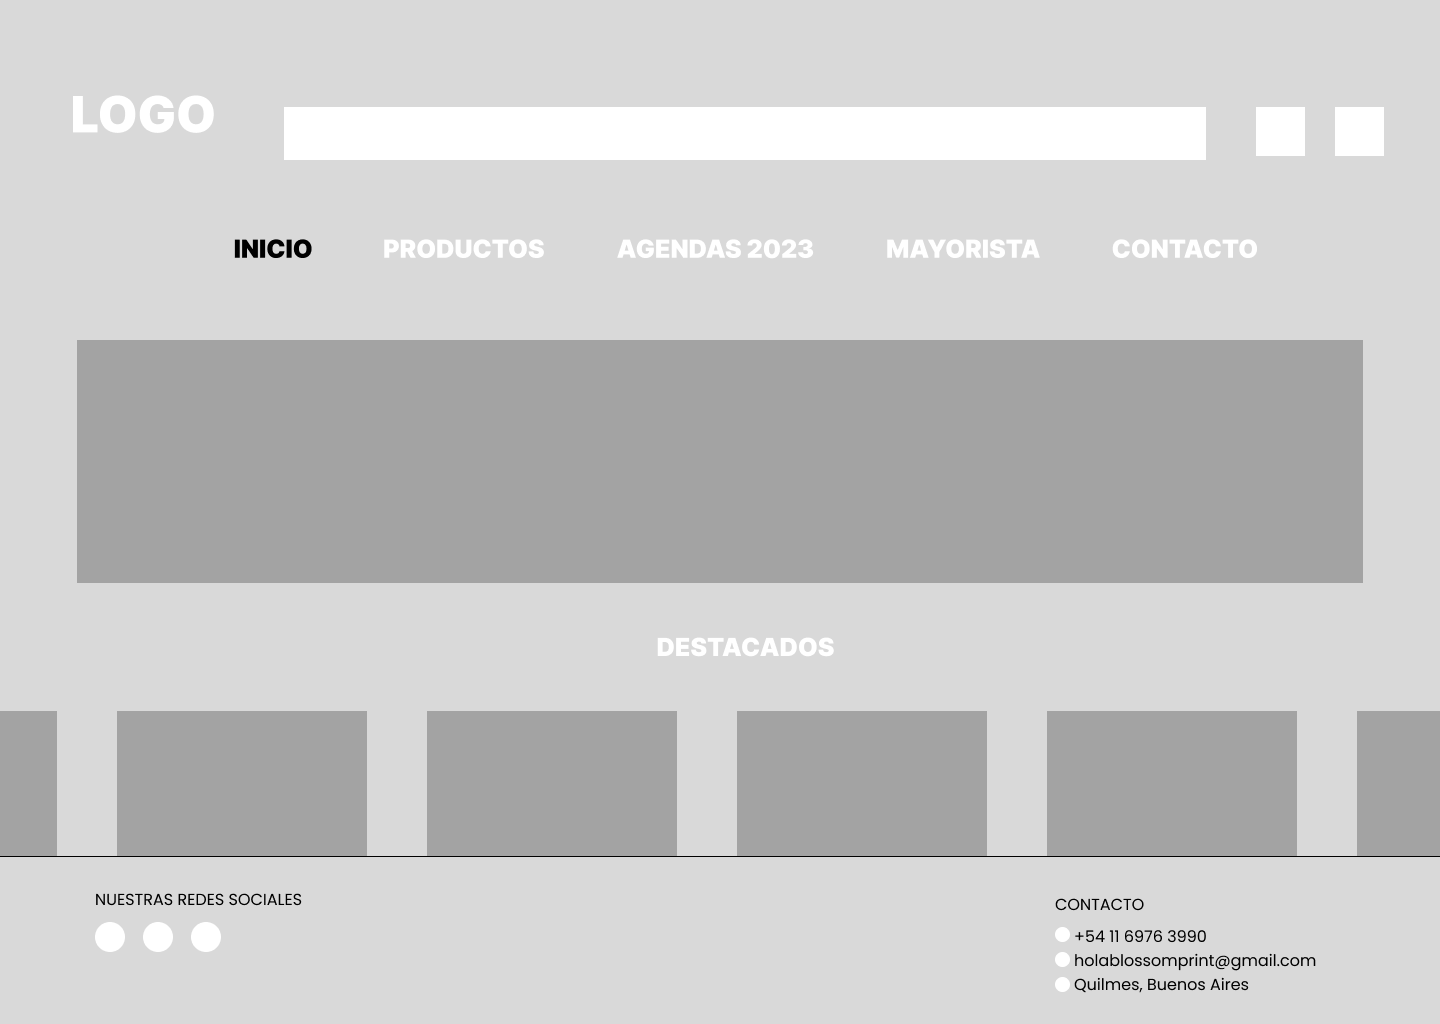 LOGO
INICIO PRODUCTOS AGENDAS 2023 MAYORISTA CONTACTO
DESTACADOS
NUESTRAS REDES SOCIALES
CONTACTO
+54 11 6976 3990
holablossomprint@gmail.com
Quilmes, Buenos Aires